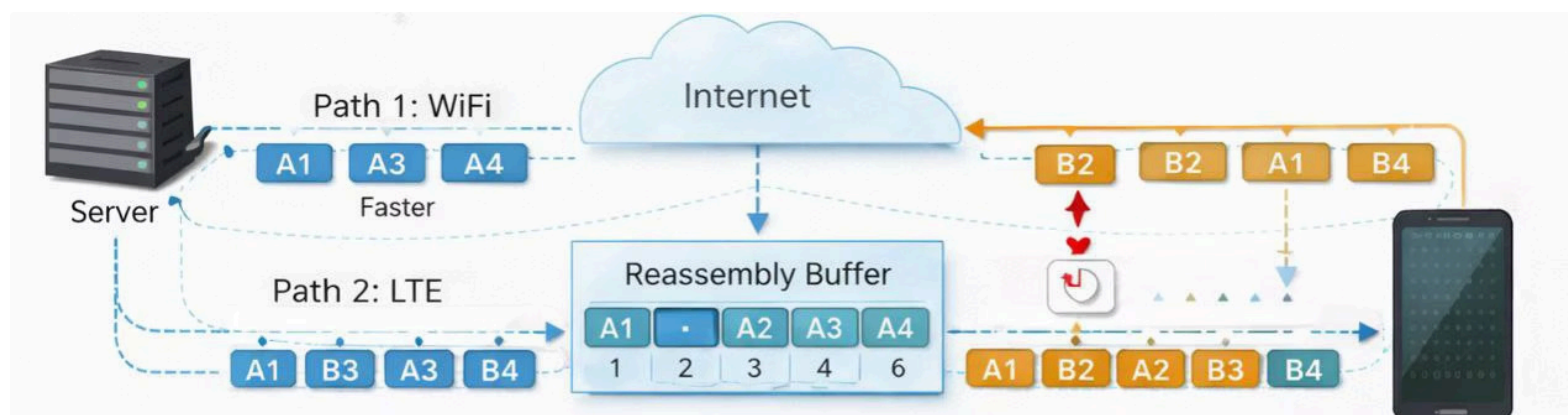 Internet
Path 1: WiFi
A1 A3 A4
B2 B2 A1 B4
Faster
Server
Reassembly Buffer
Path 2: LTE
A1 · A2 A3 A4
1 2 3 4 6
A1 B3 A3 B4
A1 B2 A2 B3 B4